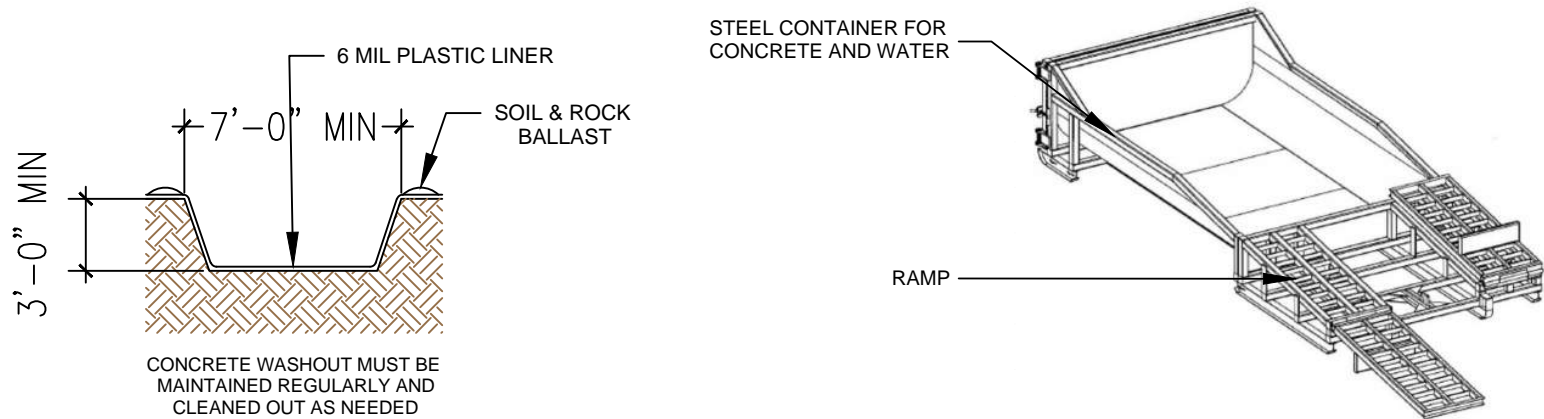 6 MIL PLASTIC LINER
7’-0” MIN
SOIL & ROCK
BALLAST
3’-0” MIN
CONCRETE WASHOUT MUST BE
MAINTAINED REGULARLY AND
CLEANED OUT AS NEEDED
STEEL CONTAINER FOR
CONCRETE AND WATER
RAMP